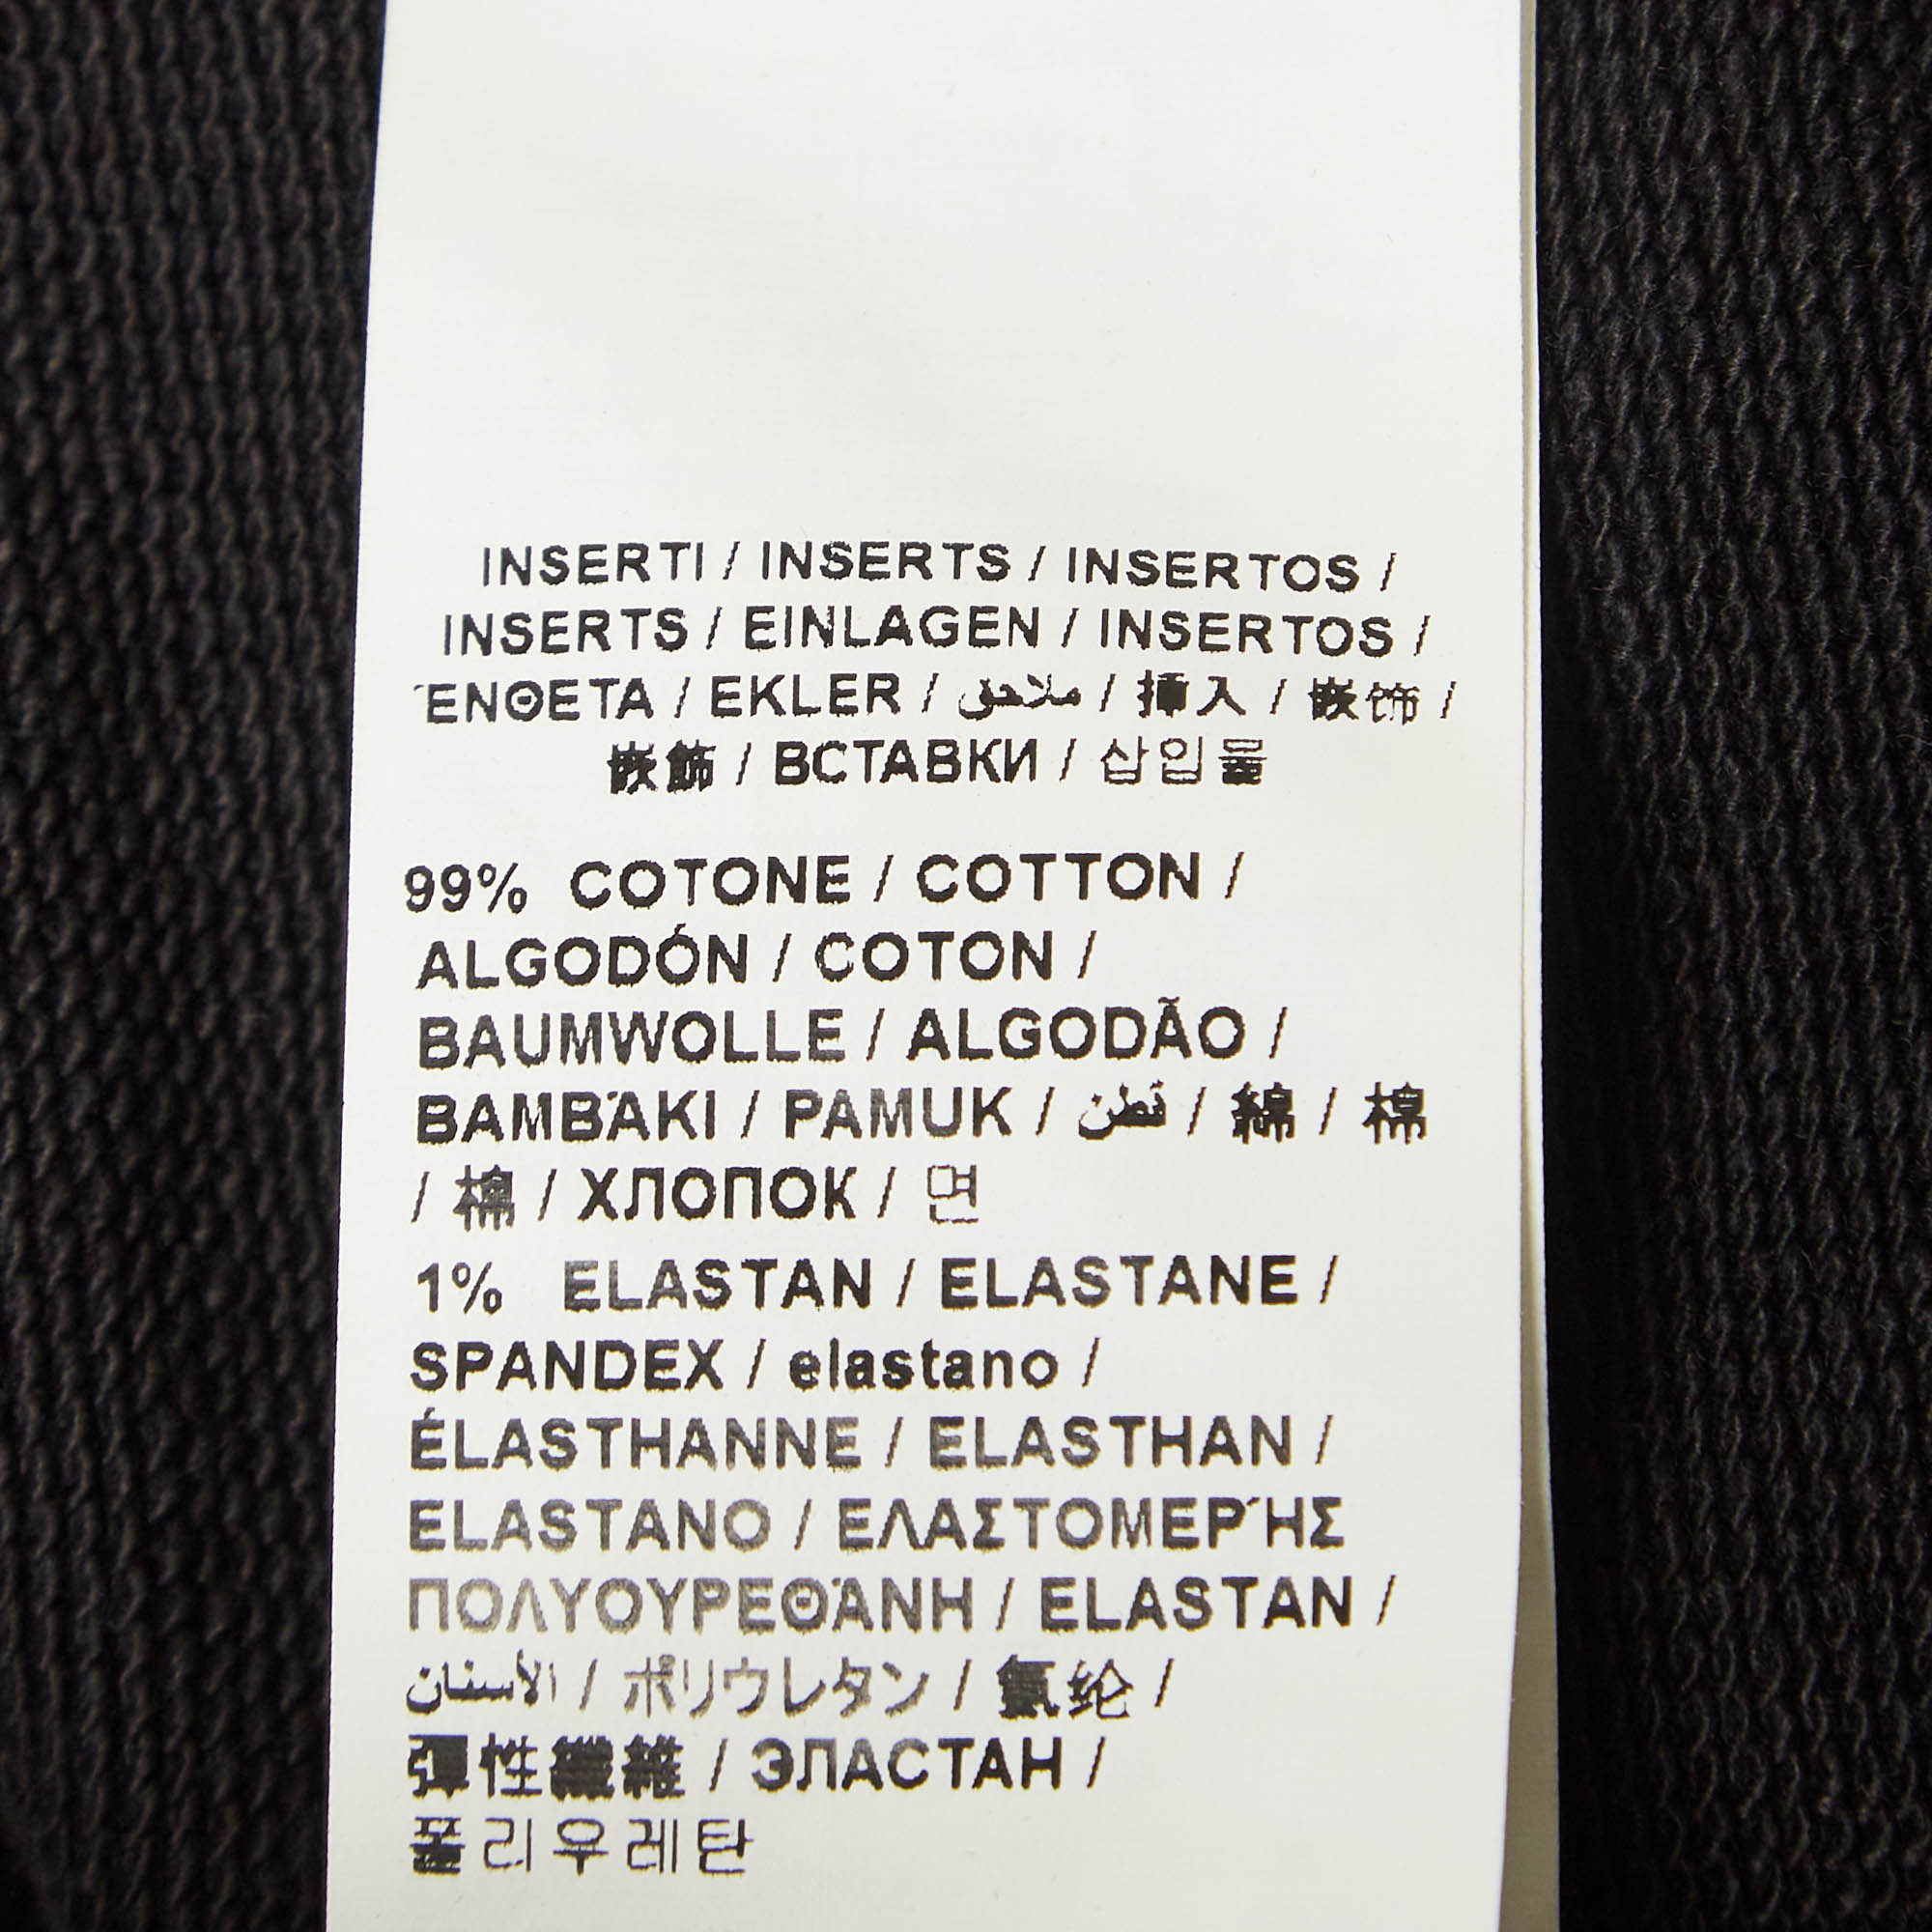 INSERTI / INSERTS / INSERTOS /
INSERTS / EINLAGEN / INSERTOS /
ΈΝΘΕΤΑ / EKLER / ملاحق / 挿入 / 嵌饰 /
嵌飾 / ВСТАВКИ / 삽입물
99% COTONE / COTTON /
ALGODÓN / COTON /
BAUMWOLLE / ALGODÃO /
ΒΑΜΒΆΚΙ / PAMUK / قطن / 綿 / 棉
/ 棉 / ХЛОПОК / 면
1% ELASTAN / ELASTANE /
SPANDEX / elastano /
ÉLASTHANNE / ELASTHAN /
ELASTANO / ΕΛΑΣΤΟΜΕΡΉΣ
ΠΟΛΥΟΥΡΕΘΆΝΗ / ELASTAN /
الأستان / ポリウレタン / 氨纶 /
彈性纖維 / ЭЛАСТАН /
폴리우레탄